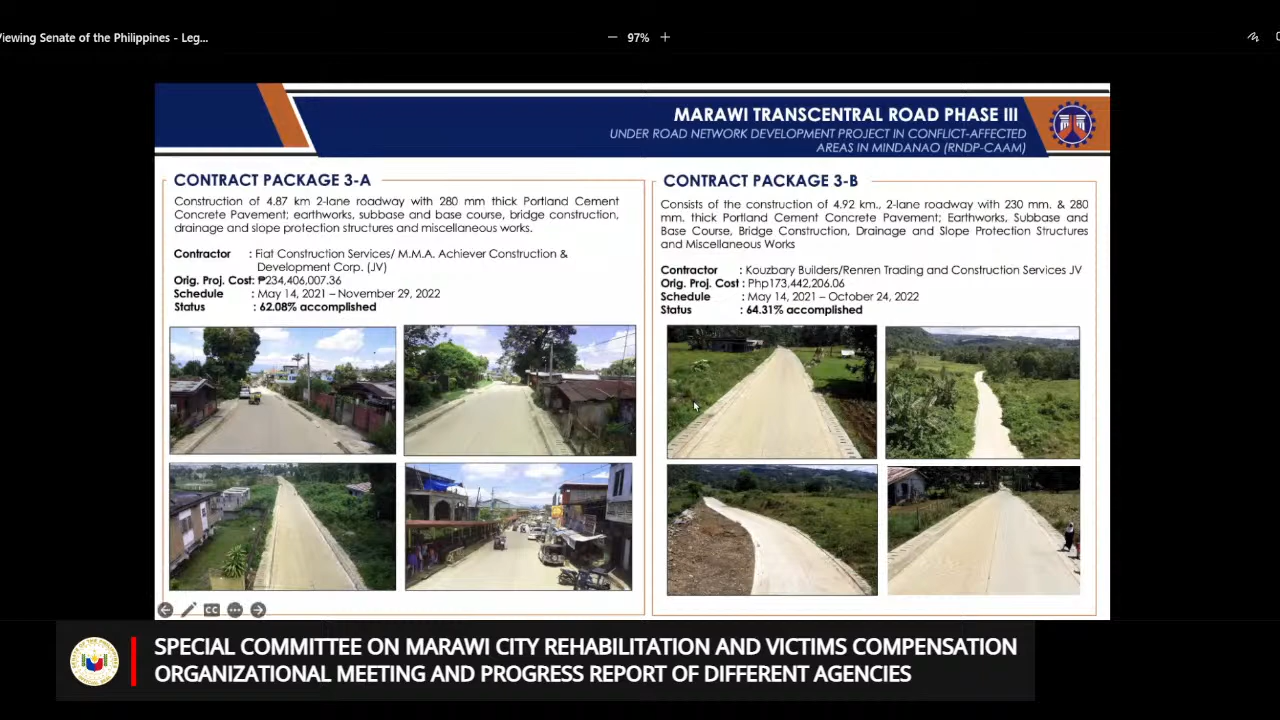 Viewing Senate of the Philippines - Leg...
97%
MARAWI TRANSCENTRAL ROAD PHASE III
UNDER ROAD NETWORK DEVELOPMENT PROJECT IN CONFLICT-AFFECTED
AREAS IN MINDANAO (RNDP-CAAM)
CONTRACT PACKAGE 3-A
Construction of 4.87 km 2-lane roadway with 280 mm thick Portland Cement
Concrete Pavement; earthworks, subbase and base course, bridge construction,
drainage and slope protection structures and miscellaneous works.
Contractor : Fiat Construction Services/ M.M.A. Achiever Construction &
Development Corp. (JV)
Orig. Proj. Cost: ₱234,406,007.36
Schedule : May 14, 2021 – November 29, 2022
Status : 62.08% accomplished
CONTRACT PACKAGE 3-B
Consists of the construction of 4.92 km., 2-lane roadway with 230 mm. & 280
mm. thick Portland Cement Concrete Pavement; Earthworks, Subbase and
Base Course, Bridge Construction, Drainage and Slope Protection Structures
and Miscellaneous Works
Contractor : Kouzbary Builders/Renren Trading and Construction Services JV
Orig. Proj. Cost : Php173,442,206.06
Schedule : May 14, 2021 – October 24, 2022
Status : 64.31% accomplished
CC
SPECIAL COMMITTEE ON MARAWI CITY REHABILITATION AND VICTIMS COMPENSATION
ORGANIZATIONAL MEETING AND PROGRESS REPORT OF DIFFERENT AGENCIES